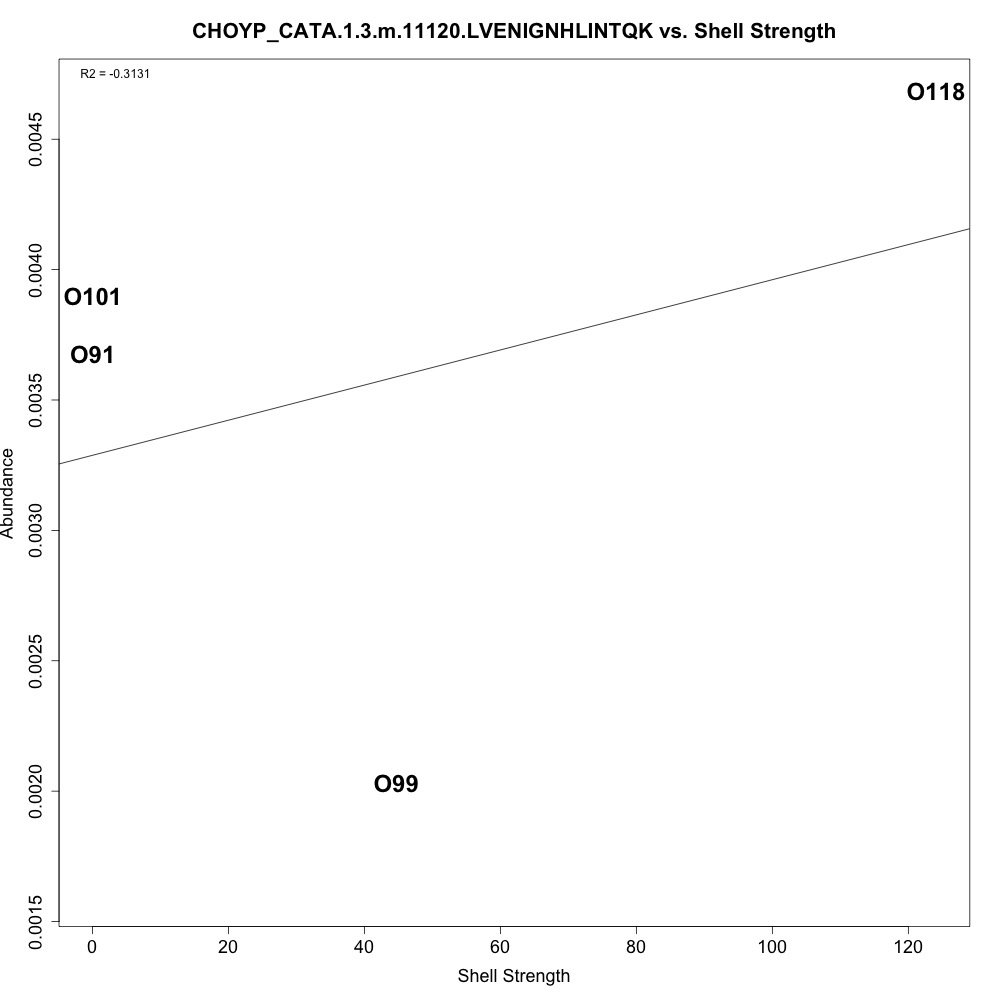 CHOYP_CATA.1.3.m.11120.LVENIGNHLINTQK vs. Shell Strength
R2 = -0.3131
O118
O101
O91
O99
Abundance
0.0045
0.0040
0.0035
0.0030
0.0025
0.0020
0.0015
0 20 40 60 80 100 120
Shell Strength